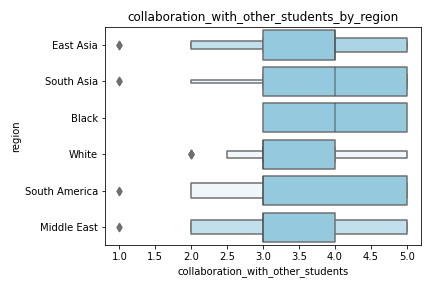 collaboration_with_other_students_by_region
East Asia
South Asia
Black
White
South America
Middle East
region
1.0 1.5 2.0 2.5 3.0 3.5 4.0 4.5 5.0
collaboration_with_other_students